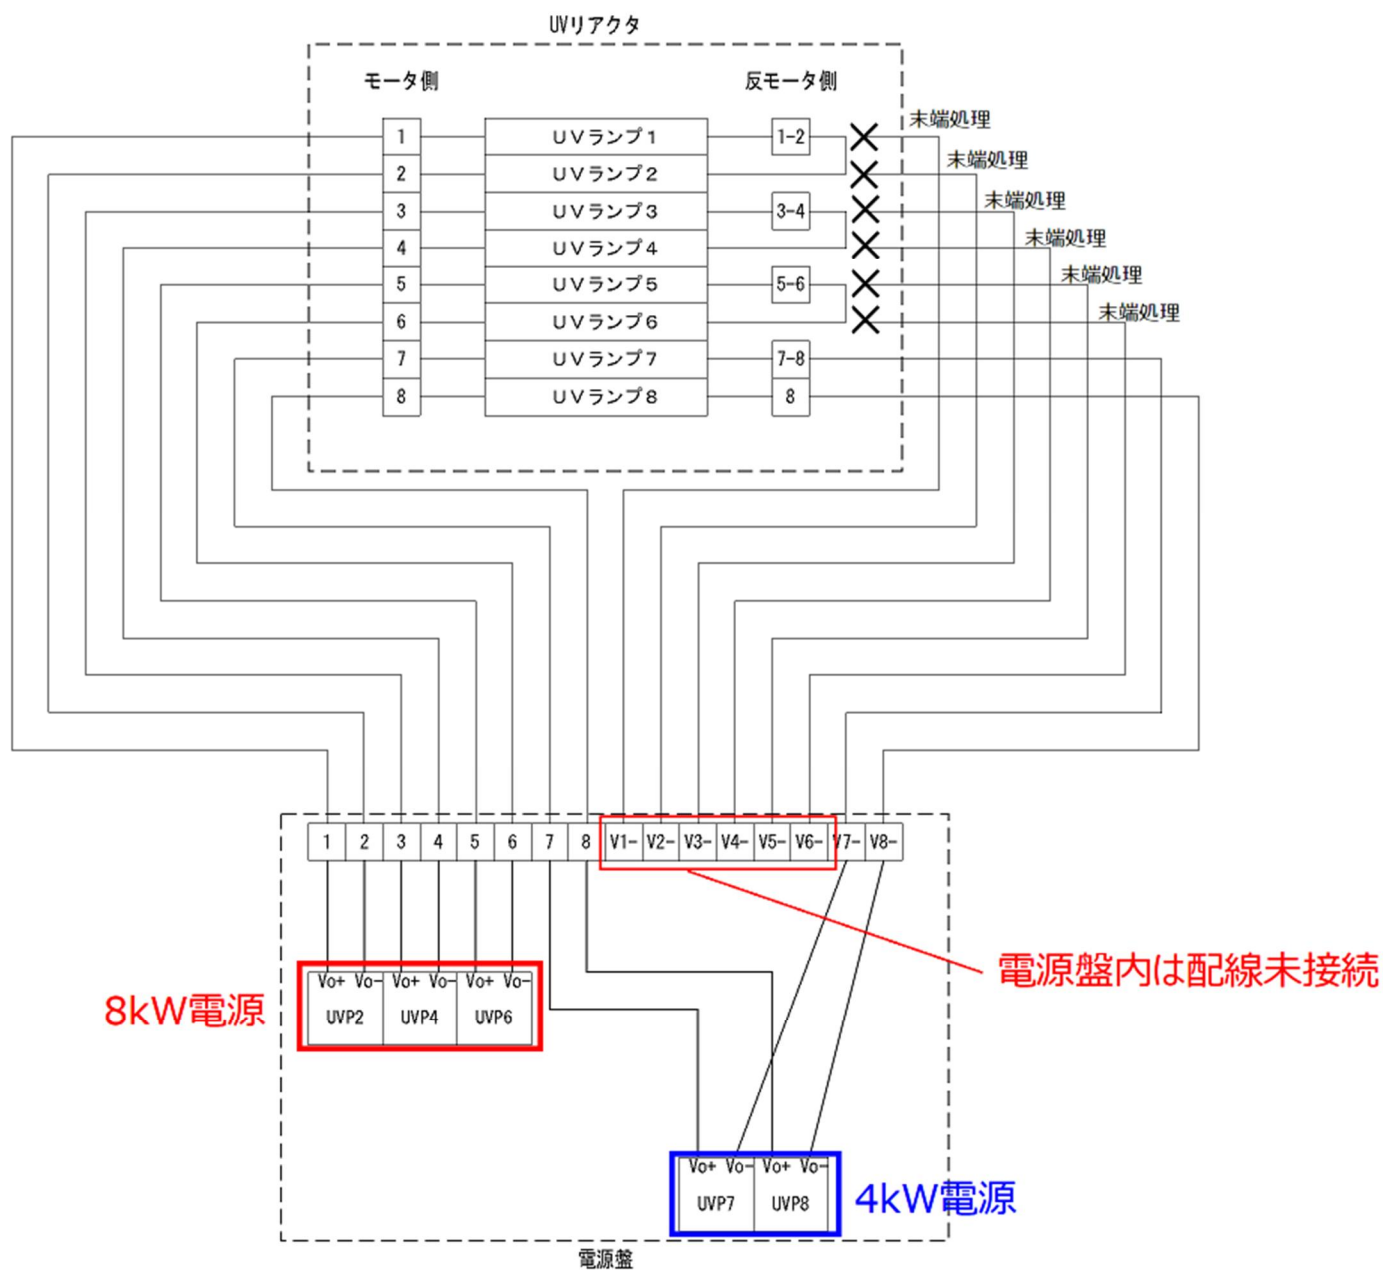 UVリアクタ
モータ側
反モータ側
1
UVランプ1
1-2
末端処理
2
UVランプ2
末端処理
3
UVランプ3
3-4
末端処理
4
UVランプ4
末端処理
5
UVランプ5
5-6
末端処理
6
UVランプ6
末端処理
7
UVランプ7
7-8
8
UVランプ8
8
1 2 3 4 5 6 7 8 V1- V2- V3- V4- V5- V6- V7- V8-
電源盤内は配線未接続
Vo+ Vo- Vo+ Vo- Vo+ Vo-
8kW電源
UVP2 UVP4 UVP6
Vo+ Vo- Vo+ Vo-
UVP7 UVP8
4kW電源
電源盤